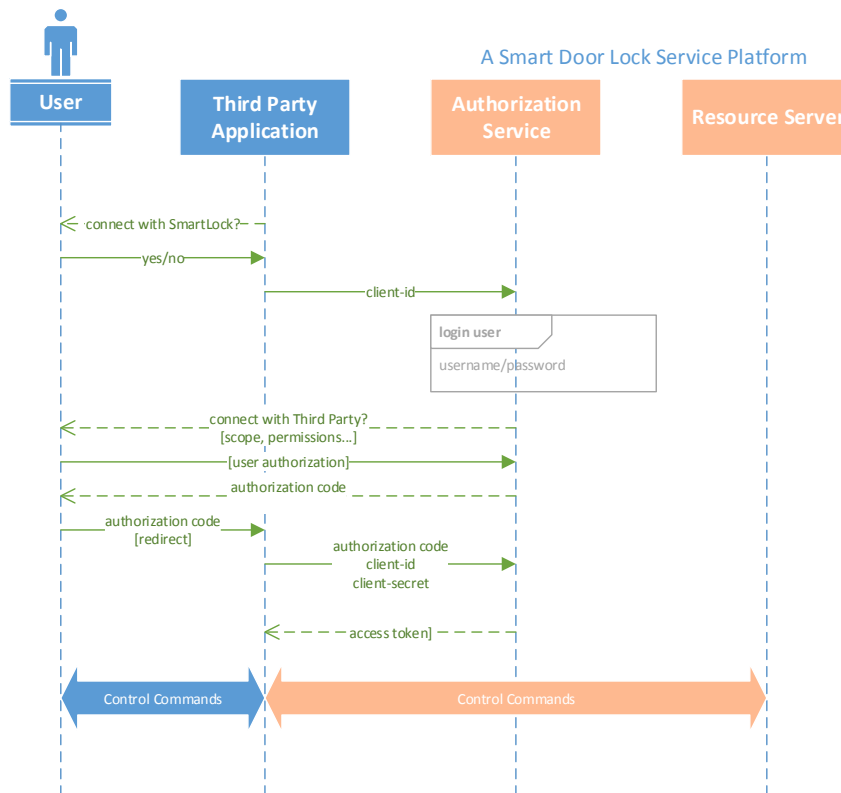 A Smart Door Lock Service Platform
User
Third Party
Application
Authorization
Service
Resource Server
connect with SmartLock?
yes/no
client-id
login user
username/password
connect with Third Party?
[scope, permissions...]
[user authorization]
authorization code
authorization code
[redirect]
authorization code
client-id
client-secret
access token]
Control Commands
Control Commands